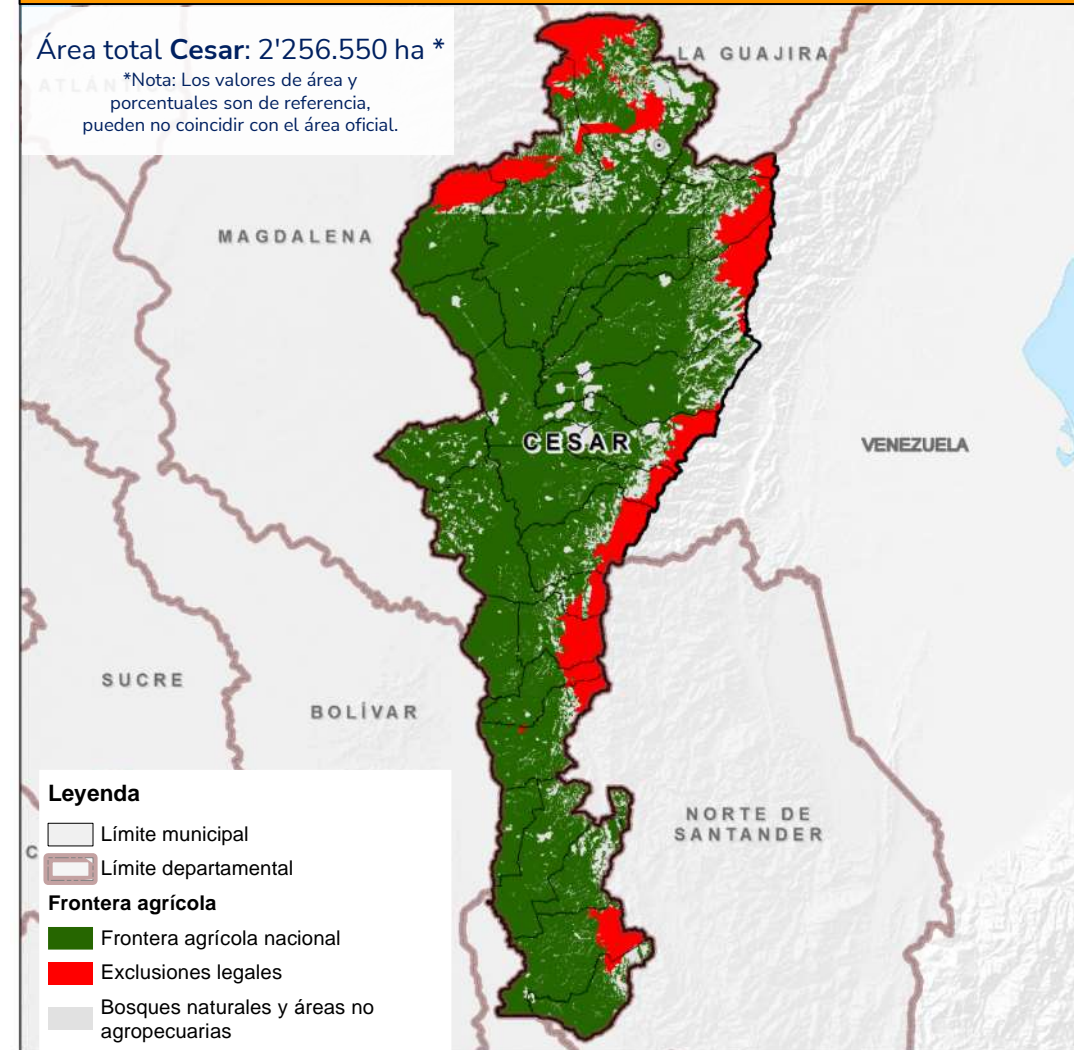 Área total Cesar: 2'256.550 ha *
*Nota: Los valores de área y
porcentuales son de referencia,
pueden no coincidir con el área oficial.
ATLÁNTICO
LA GUAJIRA
MAGDALENA
CESAR
VENEZUELA
SUCRE
BOLÍVAR
NORTE DE
SANTANDER
Leyenda
Límite municipal
Límite departamental
C
Frontera agrícola
Frontera agrícola nacional
Exclusiones legales
Bosques naturales y áreas no
agropecuarias